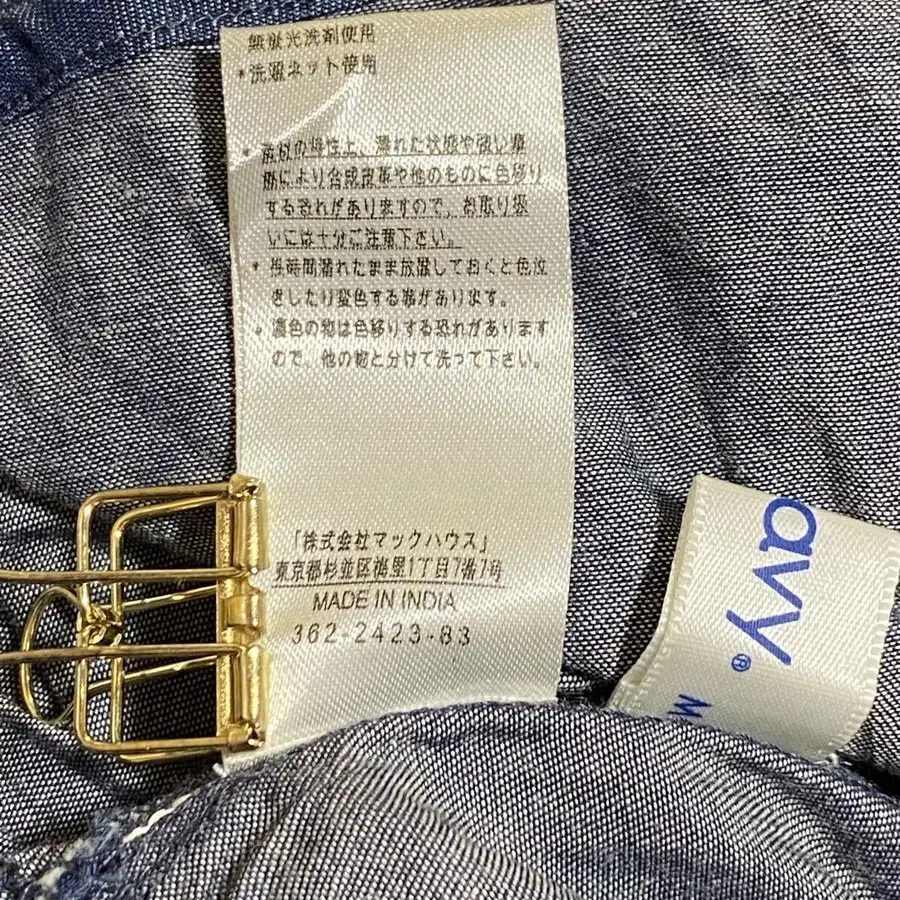 無蛍光洗剤使用
*洗濯ネット使用
* 素材の特性上、濡れた状態や強い摩
擦により合成皮革や他のものに色移り
する恐れがありますので、お取り扱
いには十分ご注意下さい。
* 長時間濡れたまま放置しておくと色泣
きしたり変色する事があります。
* 濃色の物は色移りする恐れがあります
ので、他の物と分けて洗って下さい。
「株式会社マックハウス」
東京都杉並区梅里1丁目7番7号
MADE IN INDIA
362-2423-83
avy®
M